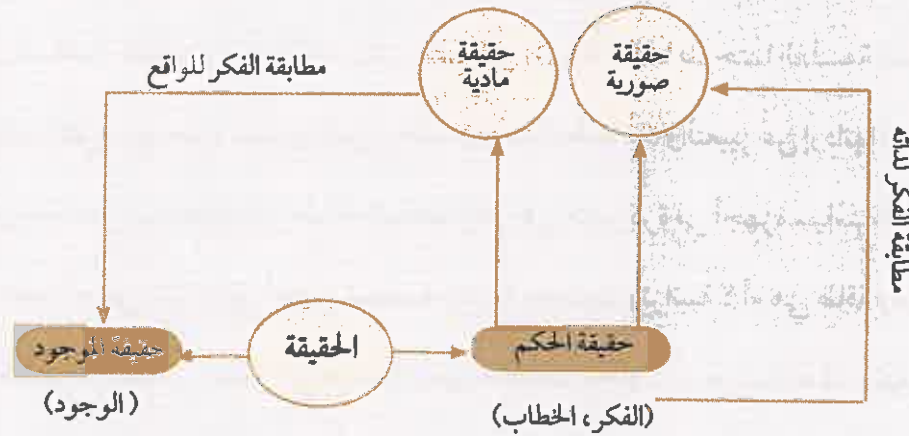 حقيقة
صورية
حقيقة
مادية
مطابقة الفكر للواقع
مطابقة الفكر لذاته
حقيقة الحكم
(الفكر، الخطاب)
الحقيقة
حقيقة الموجود
(الوجود)